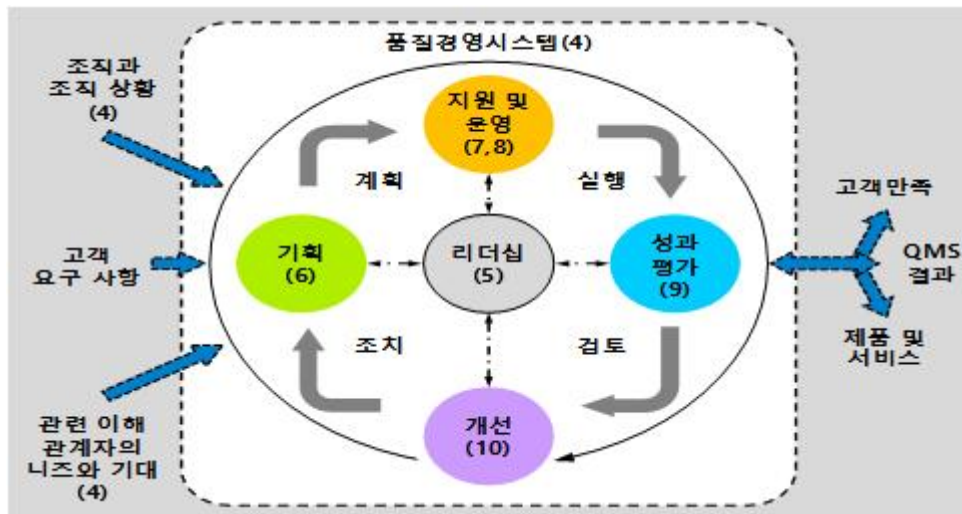 품질경영시스템(4)
조직과
조직 상황
(4)
지원 및
운영
(7,8)
계획
실행
고객만족
고객
요구 사항
기획
(6)
리더십
(5)
성과
평가
(9)
QMS
결과
조치
검토
제품 및
서비스
개선
(10)
관련 이해
관계자의
니즈와 기대
(4)